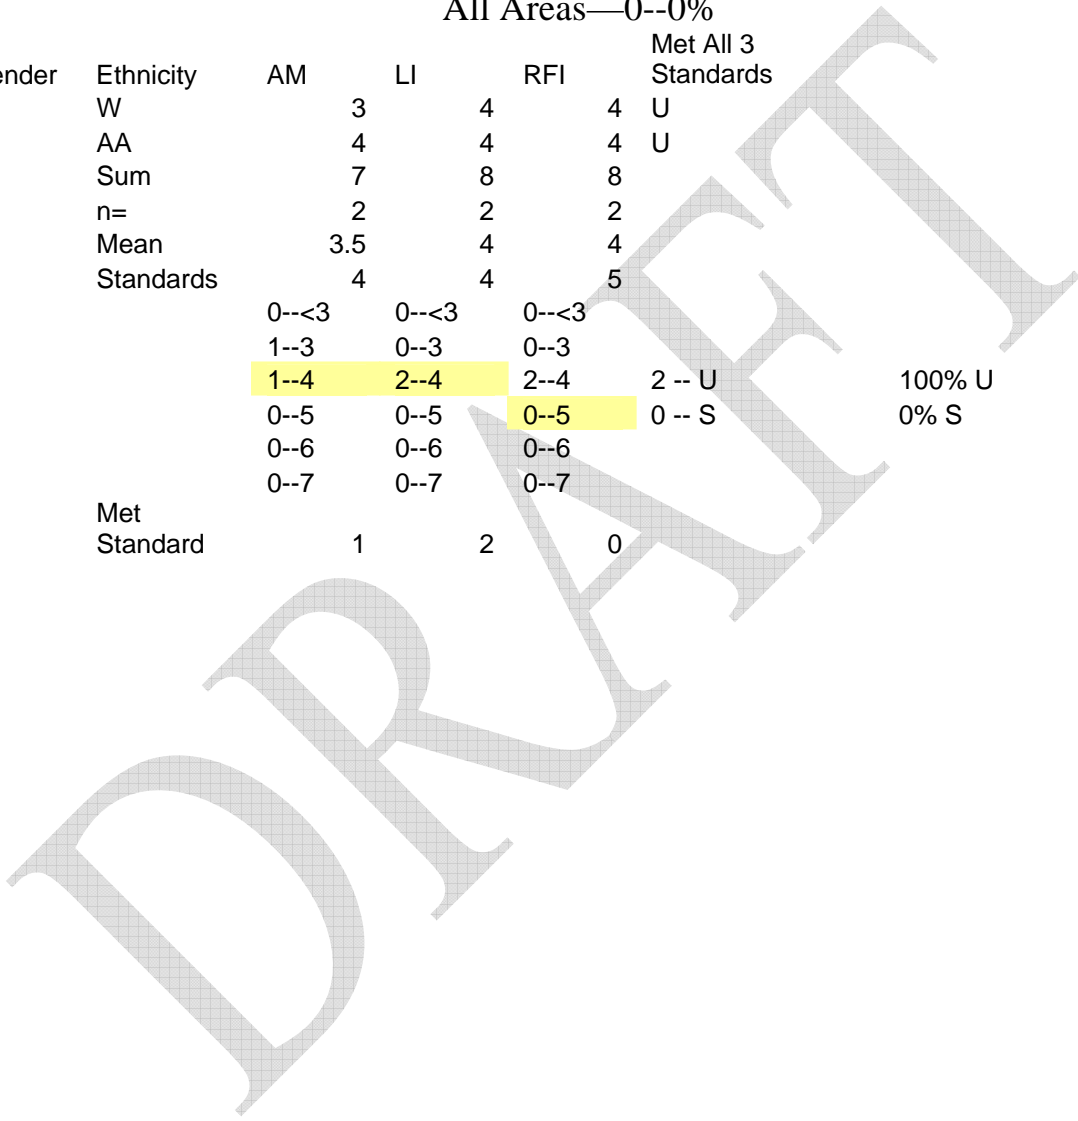 All Areas—0--0%
Met All 3
ender Ethnicity AM LI RFI Standards
W 3 4 4 U
AA 4 4 4 U
Sum 7 8 8
n= 2 2 2
Mean 3.5 4 4
Standards 4 4 5
0--<3 0--<3 0--<3
1--3 0--3 0--3
1--4 2--4 2--4 2 -- U 100% U
0--5 0--5 0--5 0 -- S 0% S
0--6 0--6 0--6
0--7 0--7 0--7
Met
Standard 1 2 0
DRAFT